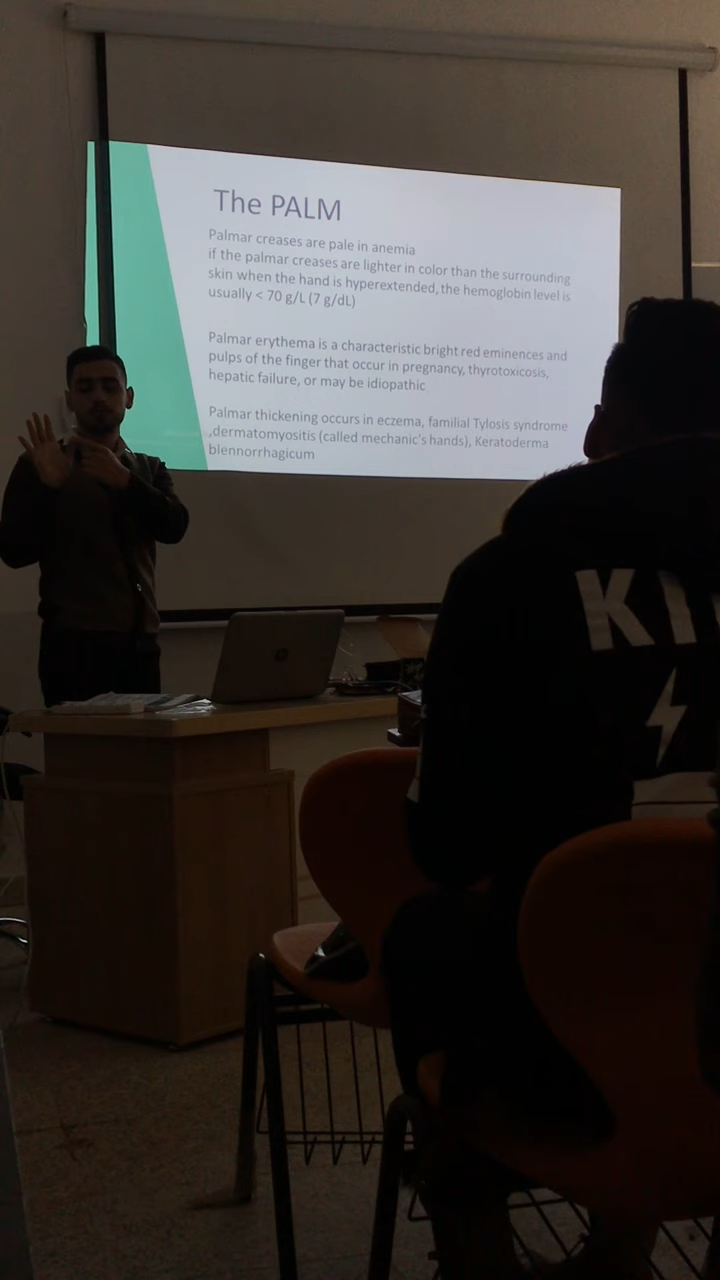 The PALM
Palmar creases are pale in anemia
if the palmar creases are lighter in color than the surrounding
skin when the hand is hyperextended, the hemoglobin level is
usually < 70 g/L (7 g/dL)
Palmar erythema is a characteristic bright red eminences and
pulps of the finger that occur in pregnancy, thyrotoxicosis,
hepatic failure, or may be idiopathic
Palmar thickening occurs in eczema, familial Tylosis syndrome
,dermatomyositis (called mechanic's hands), Keratoderma
blennorrhagicum
hp